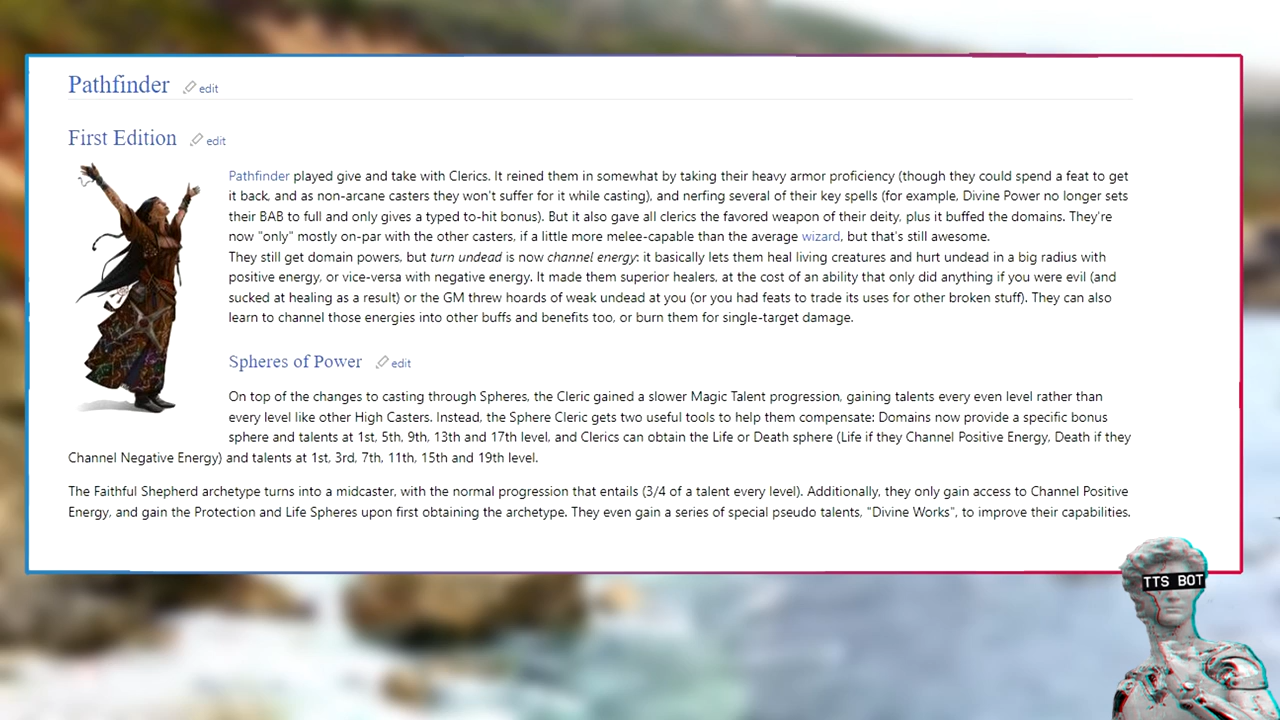 Pathfinder edit
First Edition edit
Pathfinder played give and take with Clerics. It reined them in somewhat by taking their heavy armor proficiency (though they could spend a feat to get
it back, and as non-arcane casters they won't suffer for it while casting), and nerfing several of their key spells (for example, Divine Power no longer sets
their BAB to full and only gives a typed to-hit bonus). But it also gave all clerics the favored weapon of their deity, plus it buffed the domains. They're
now "only" mostly on-par with the other casters, if a little more melee-capable than the average wizard, but that's still awesome.
They still get domain powers, but turn undead is now channel energy: it basically lets them heal living creatures and hurt undead in a big radius with
positive energy, or vice-versa with negative energy. It made them superior healers, at the cost of an ability that only did anything if you were evil (and
sucked at healing as a result) or the GM threw hoards of weak undead at you (or you had feats to trade its uses for other broken stuff). They can also
learn to channel those energies into other buffs and benefits too, or burn them for single-target damage.
Spheres of Power edit
On top of the changes to casting through Spheres, the Cleric gained a slower Magic Talent progression, gaining talents every even level rather than
every level like other High Casters. Instead, the Sphere Cleric gets two useful tools to help them compensate: Domains now provide a specific bonus
sphere and talents at 1st, 5th, 9th, 13th and 17th level, and Clerics can obtain the Life or Death sphere (Life if they Channel Positive Energy, Death if they
Channel Negative Energy) and talents at 1st, 3rd, 7th, 11th, 15th and 19th level.
The Faithful Shepherd archetype turns into a midcaster, with the normal progression that entails (3/4 of a talent every level). Additionally, they only gain access to Channel Positive
Energy, and gain the Protection and Life Spheres upon first obtaining the archetype. They even gain a series of special pseudo talents, "Divine Works", to improve their capabilities.
TTS BOT